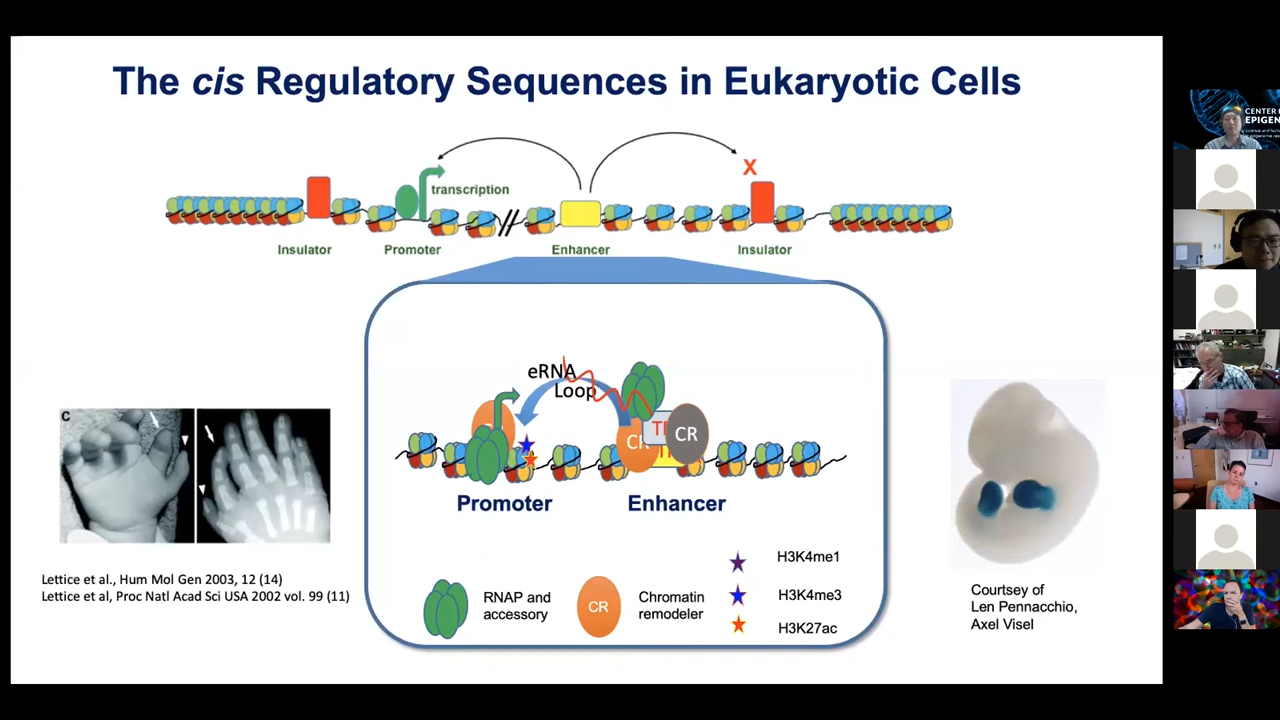 The cis Regulatory Sequences in Eukaryotic Cells
X
transcription
Insulator
Promoter
Enhancer
Insulator
eRNA
Loop
CR
Promoter
Enhancer
C
Lettice et al., Hum Mol Gen 2003, 12 (14)
Lettice et al, Proc Natl Acad Sci USA 2002 vol. 99 (11)
RNAP and
accessory
CR
Chromatin
remodeler
H3K4me1
H3K4me3
H3K27ac
Courtsey of
Len Pennacchio,
Axel Visel
CENTER